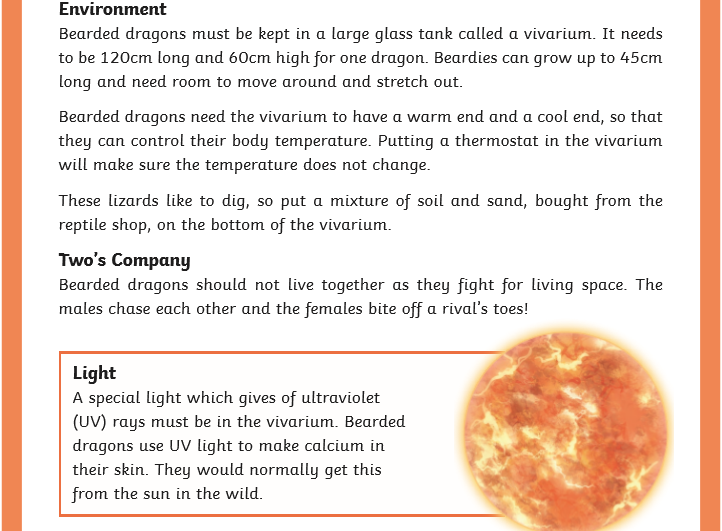 Environment
Bearded dragons must be kept in a large glass tank called a vivarium. It needs
to be 120cm long and 60cm high for one dragon. Beardies can grow up to 45cm
long and need room to move around and stretch out.
Bearded dragons need the vivarium to have a warm end and a cool end, so that
they can control their body temperature. Putting a thermostat in the vivarium
will make sure the temperature does not change.
These lizards like to dig, so put a mixture of soil and sand, bought from the
reptile shop, on the bottom of the vivarium.
Two's Company
Bearded dragons should not live together as they fight for living space. The
males chase each other and the females bite off a rival's toes!
Light
A special light which gives of ultraviolet
(UV) rays must be in the vivarium. Bearded
dragons use UV light to make calcium in
their skin. They would normally get this
from the sun in the wild.